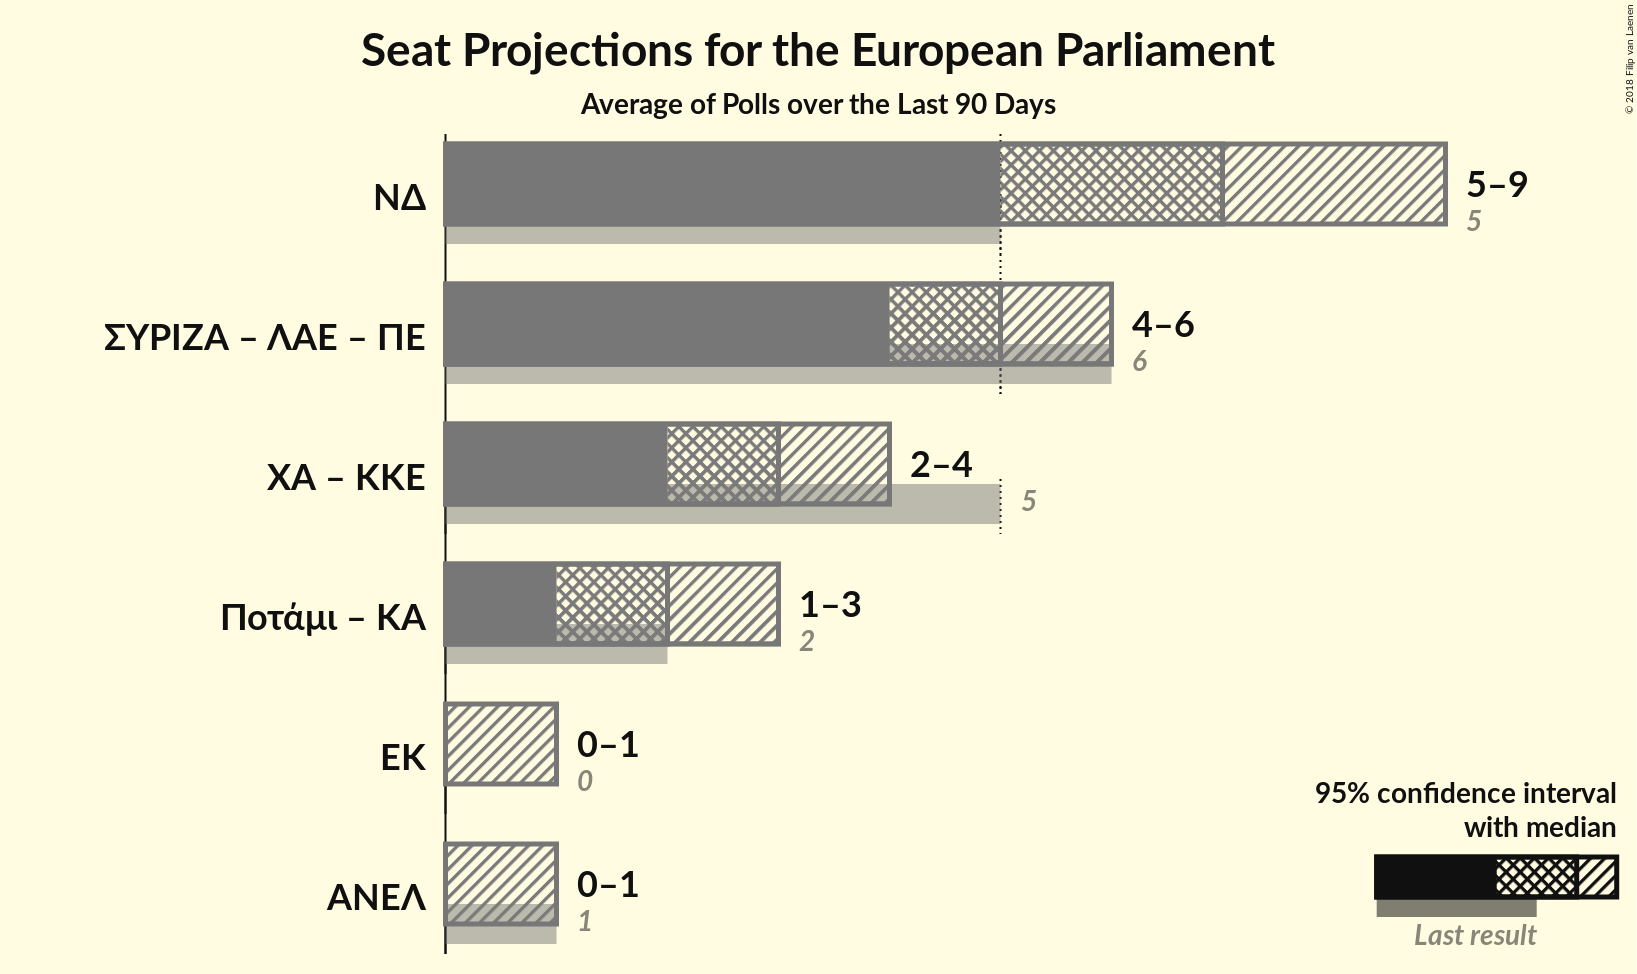 Seat Projections for the European Parliament
Average of Polls over the Last 90 Days
© 2018 Filip van Laenen
ΝΔ
5–9
5
ΣΥΡΙΖΑ – ΛΑΕ – ΠΕ
4–6
6
ΧΑ – ΚΚΕ
2–4
5
Ποτάμι – ΚΑ
1–3
2
ΕΚ
0–1
0
ΑΝΕΛ
0–1
1
95% confidence interval
with median
Last result